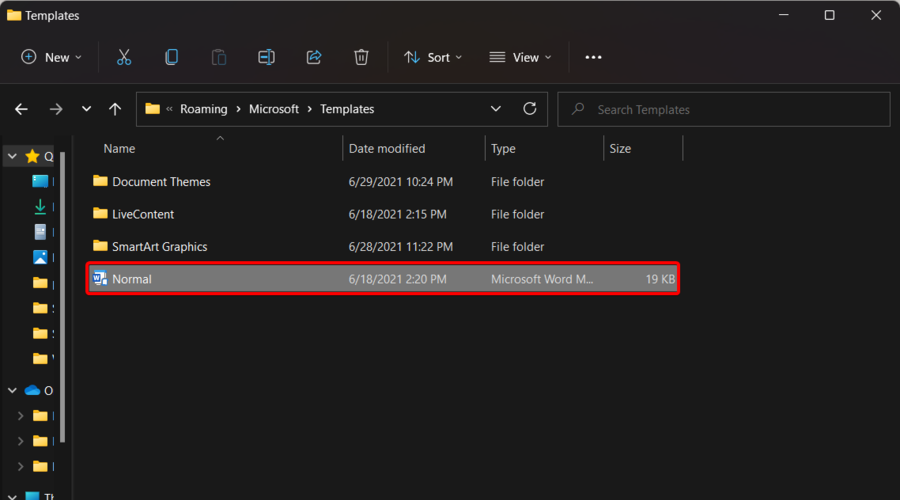 Templates
New
Sort
View
Roaming > Microsoft > Templates
Search Templates
Name Date modified Type Size
Document Themes 6/29/2021 10:24 PM File folder
LiveContent 6/18/2021 2:15 PM File folder
SmartArt Graphics 6/28/2021 11:22 PM File folder
Normal 6/18/2021 2:20 PM Microsoft Word M... 19 KB